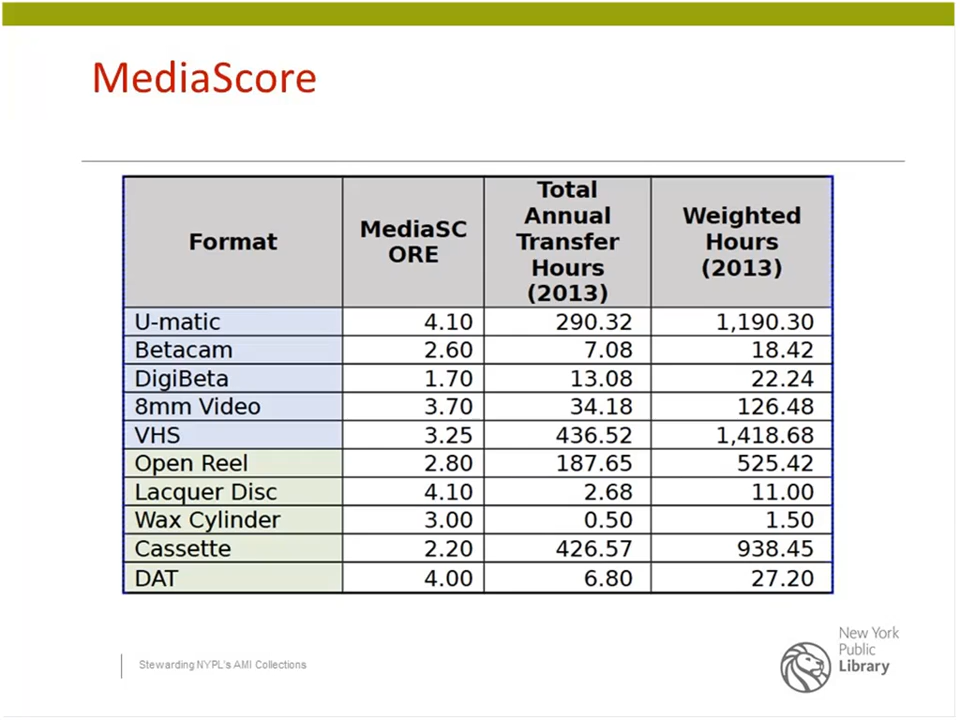 MediaScore
Format MediaSC ORE Total Annual Transfer Hours (2013) Weighted Hours (2013)
U-matic 4.10 290.32 1,190.30
Betacam 2.60 7.08 18.42
DigiBeta 1.70 13.08 22.24
8mm Video 3.70 34.18 126.48
VHS 3.25 436.52 1,418.68
Open Reel 2.80 187.65 525.42
Lacquer Disc 4.10 2.68 11.00
Wax Cylinder 3.00 0.50 1.50
Cassette 2.20 426.57 938.45
DAT 4.00 6.80 27.20
Stewarding NYPL's AMI Collections
New York
Public
Library